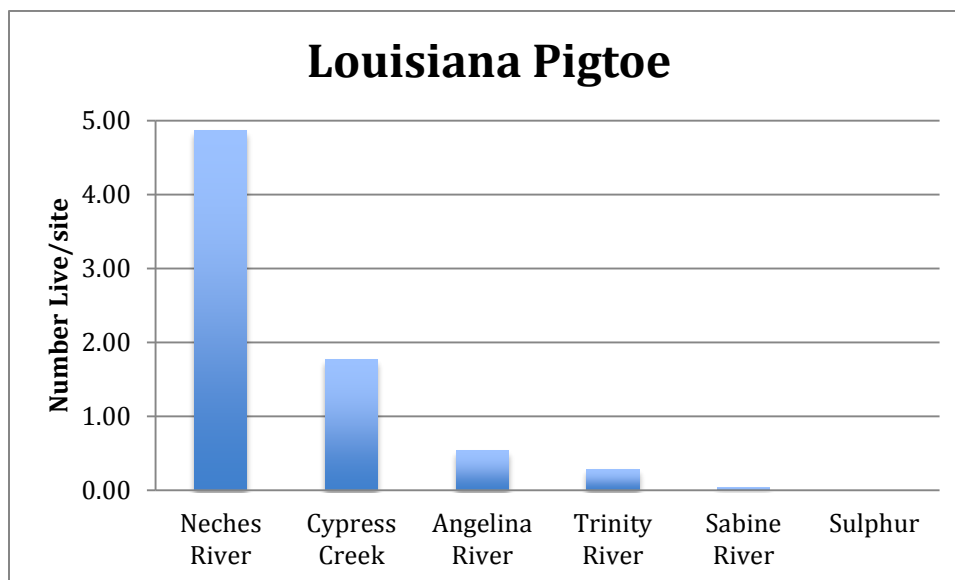 Louisiana Pigtoe
Number Live/site
5.00
4.00
3.00
2.00
1.00
0.00
Neches River
Cypress Creek
Angelina River
Trinity River
Sabine River
Sulphur